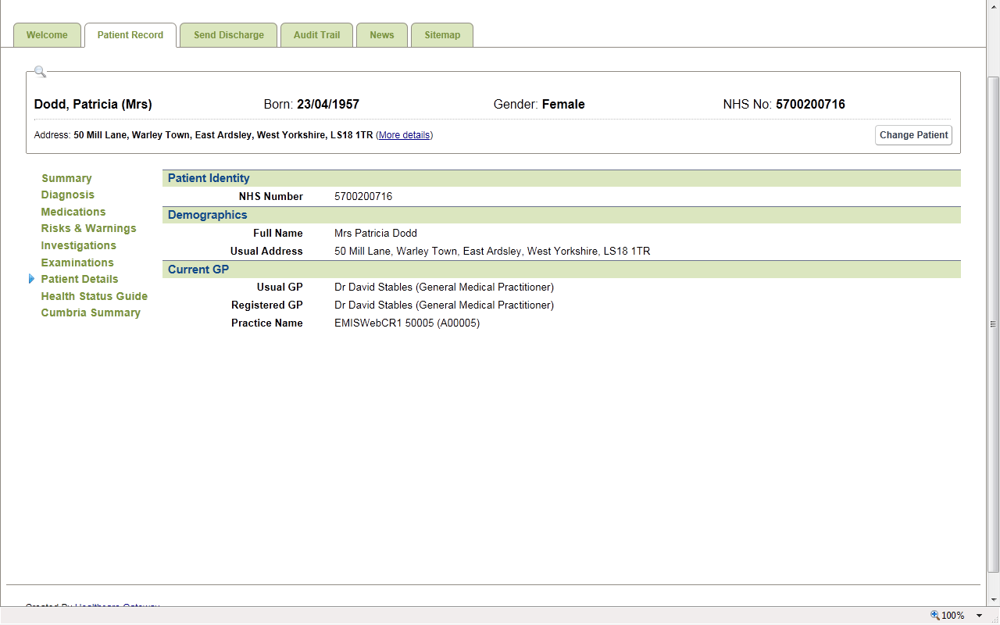 Welcome Patient Record Send Discharge Audit Trail News Sitemap
Dodd, Patricia (Mrs) Born: 23/04/1957 Gender: Female NHS No: 5700200716
Address: 50 Mill Lane, Warley Town, East Ardsley, West Yorkshire, LS18 1TR (More details) Change Patient
Summary
Diagnosis
Medications
Risks & Warnings
Investigations
Examinations
Patient Details
Health Status Guide
Cumbria Summary
Patient Identity
NHS Number 5700200716
Demographics
Full Name Mrs Patricia Dodd
Usual Address 50 Mill Lane, Warley Town, East Ardsley, West Yorkshire, LS18 1TR
Current GP
Usual GP Dr David Stables (General Medical Practitioner)
Registered GP Dr David Stables (General Medical Practitioner)
Practice Name EMISWebCR1 50005 (A00005)
Created By Healthcare Gateway
100%